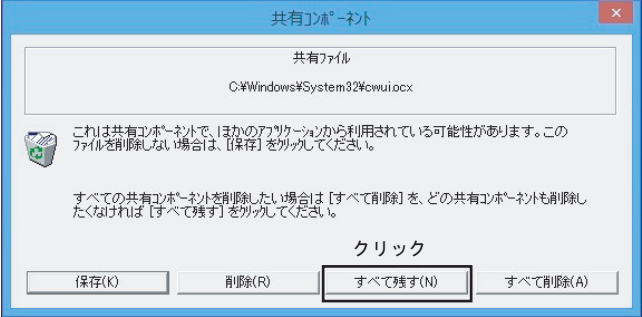 共有コンポーネント
共有ファイル
C:¥Windows¥System32¥cwui.ocx
これは共有コンポーネントで、ほかのアプリケーションから利用されている可能性があります。この
ファイルを削除しない場合は、[保存] をクリックしてください。
すべての共有コンポーネントを削除したい場合は [すべて削除] を、どの共有コンポーネントも削除し
たくなければ [すべて残す] をクリックしてください。
クリック
保存(K) 削除(R) すべて残す(N) すべて削除(A)